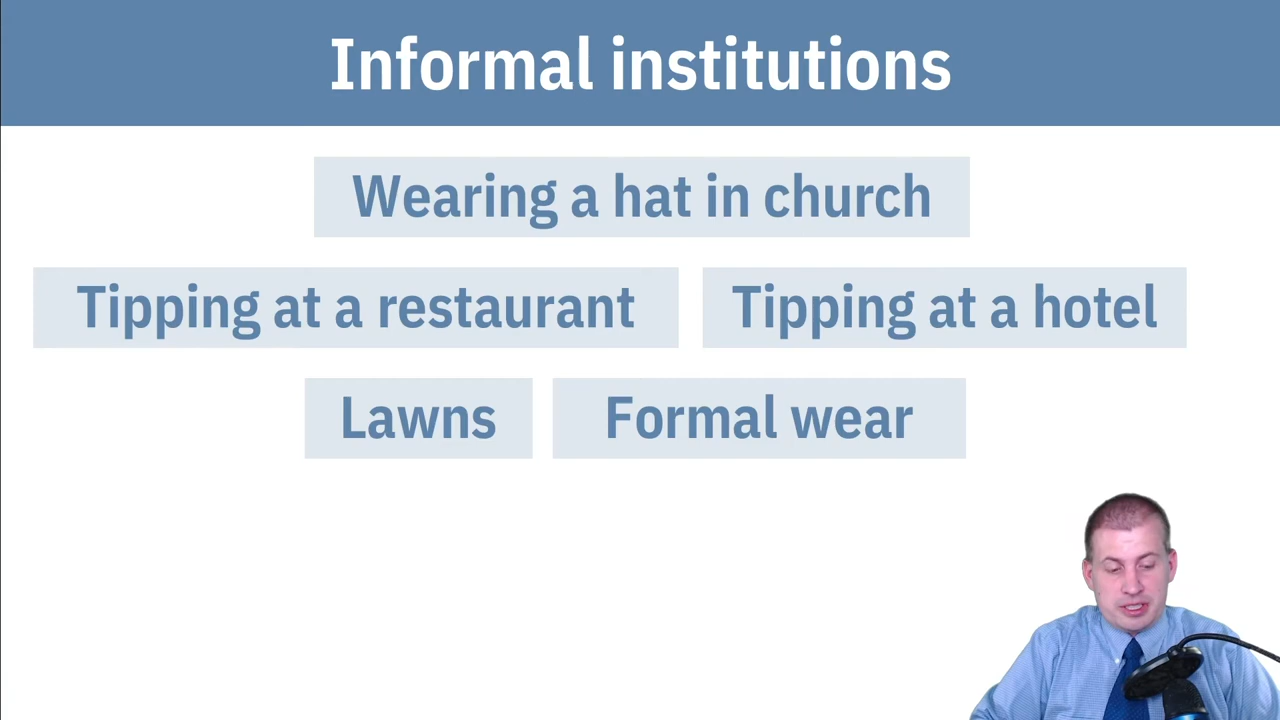 Informal institutions
Wearing a hat in church
Tipping at a restaurant
Tipping at a hotel
Lawns
Formal wear